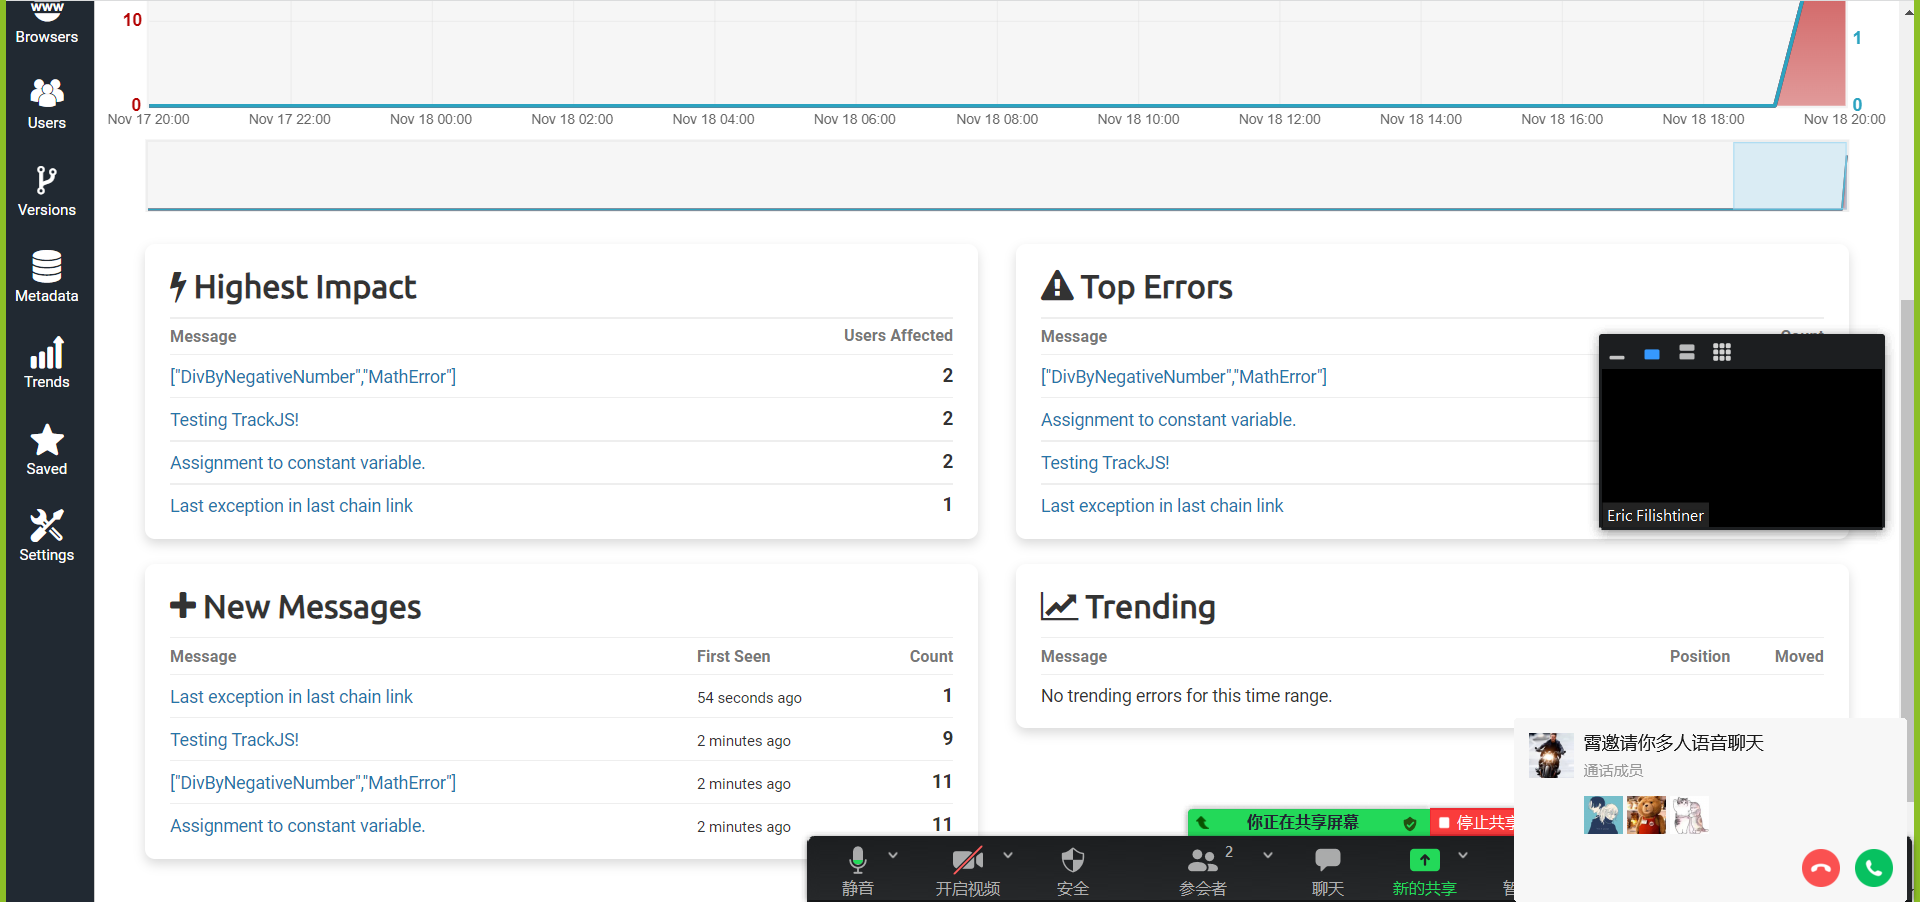 www
Browsers
Users
Versions
Metadata
Trends
Saved
Settings
10
0
1
0
Nov 17 20:00 Nov 17 22:00 Nov 18 00:00 Nov 18 02:00 Nov 18 04:00 Nov 18 06:00 Nov 18 08:00 Nov 18 10:00 Nov 18 12:00 Nov 18 14:00 Nov 18 16:00 Nov 18 18:00 Nov 18 20:00
Highest Impact
Message Users Affected
["DivByNegativeNumber","MathError"] 2
Testing TrackJS! 2
Assignment to constant variable. 2
Last exception in last chain link 1
Top Errors
Message
["DivByNegativeNumber","MathError"]
Assignment to constant variable.
Testing TrackJS!
Last exception in last chain link
Eric Filishtiner
New Messages
Message First Seen Count
Last exception in last chain link 54 seconds ago 1
Testing TrackJS! 2 minutes ago 9
["DivByNegativeNumber","MathError"] 2 minutes ago 11
Assignment to constant variable. 2 minutes ago 11
Trending
Message Position Moved
No trending errors for this time range.
霄邀请你多人语音聊天
通话成员
你正在共享屏幕 停止共享
2
静音 开启视频 安全 参会者 聊天 新的共享 暂